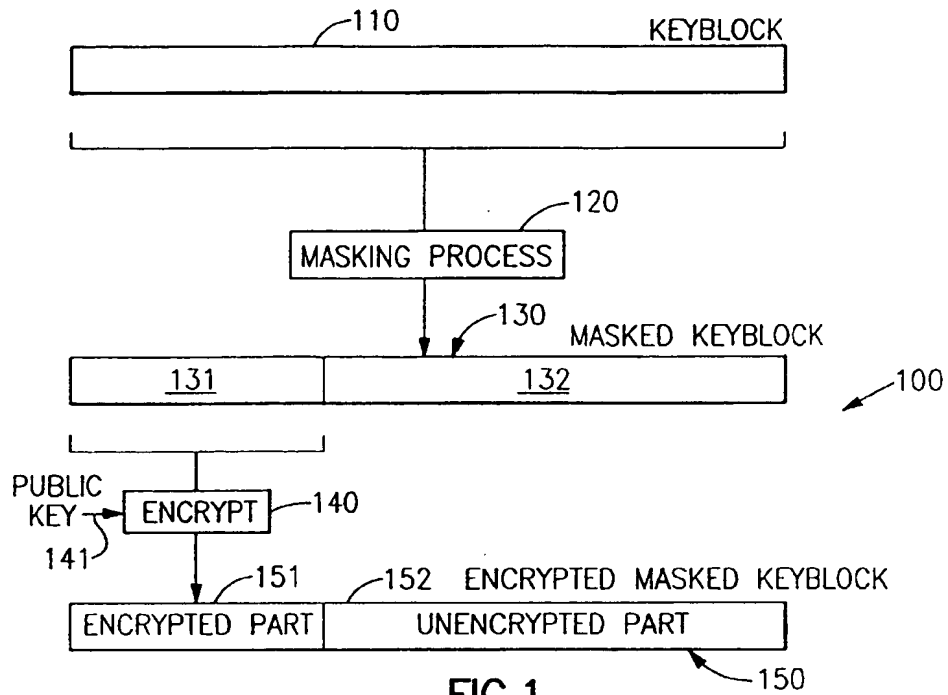 110
KEYBLOCK
120
MASKING PROCESS
130
MASKED KEYBLOCK
131
132
100
PUBLIC
KEY
141
ENCRYPT
140
151
152
ENCRYPTED MASKED KEYBLOCK
ENCRYPTED PART
UNENCRYPTED PART
150
FIG.1